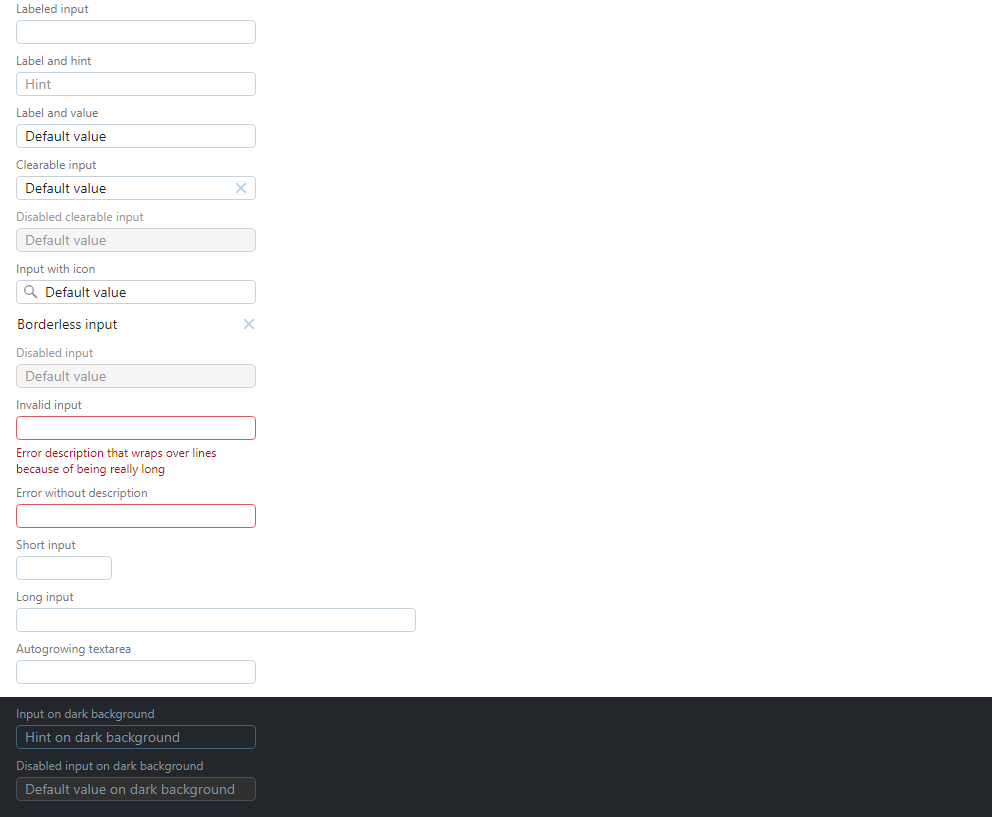 Labeled input
Label and hint
Hint
Label and value
Default value
Clearable input
Default value
Disabled clearable input
Default value
Input with icon
Default value
Borderless input
Disabled input
Default value
Invalid input
Error description that wraps over lines
because of being really long
Error without description
Short input
Long input
Autogrowing textarea
Input on dark background
Hint on dark background
Disabled input on dark background
Default value on dark background